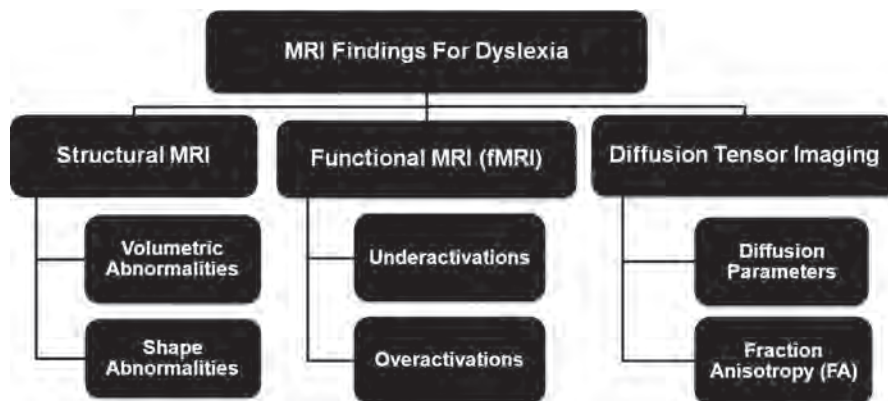 MRI Findings For Dyslexia
Structural MRI
Functional MRI (fMRI)
Diffusion Tensor Imaging
Volumetric
Abnormalities
Underactivations
Diffusion
Parameters
Shape
Abnormalities
Overactivations
Fraction
Anisotropy (FA)